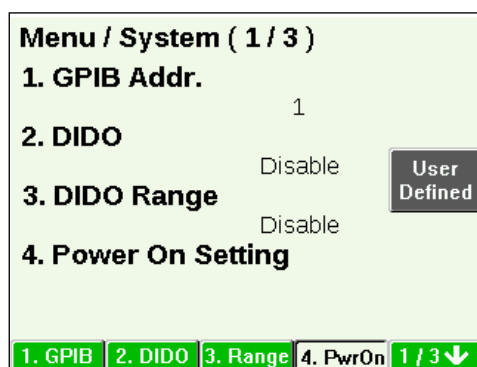 Menu / System ( 1 / 3 )
1. GPIB Addr.
1
2. DIDO
Disable
User
Defined
3. DIDO Range
Disable
4. Power On Setting
1. GPIB 2. DIDO 3. Range 4. PwrOn 1 / 3